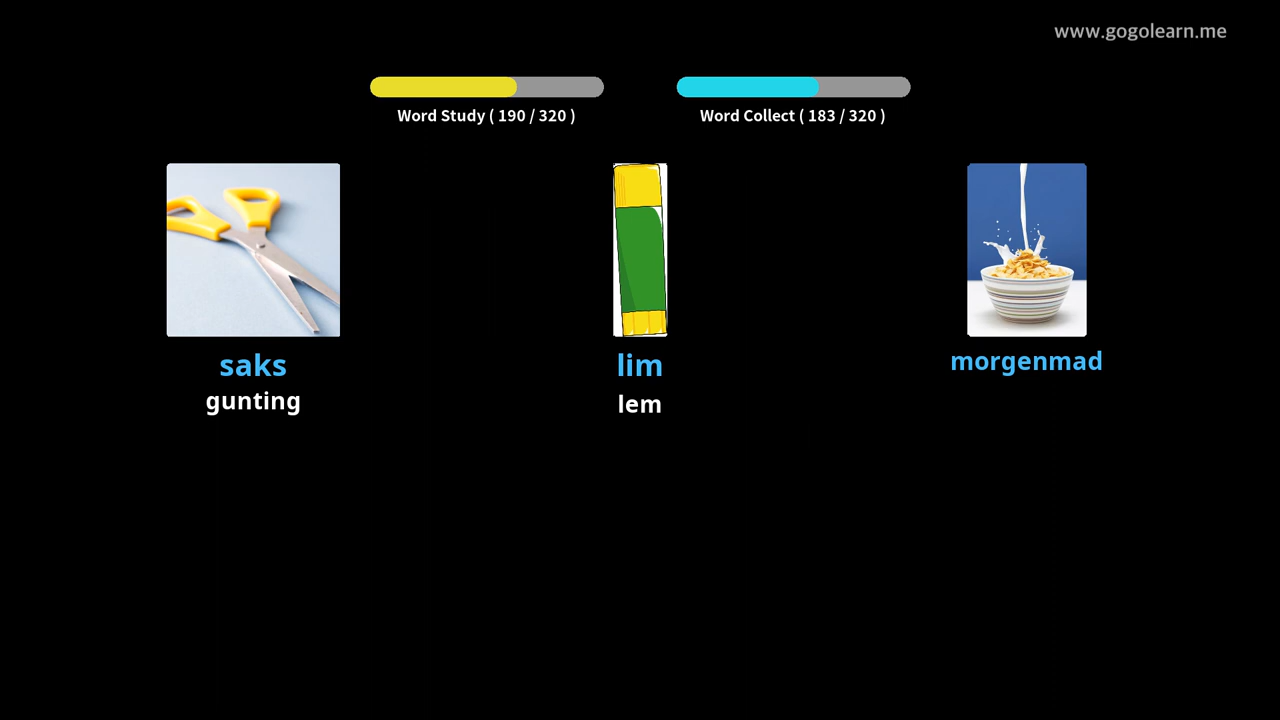 www.gogolearn.me
Word Study ( 190 / 320 )
Word Collect ( 183 / 320 )
saks
gunting
lim
lem
morgenmad